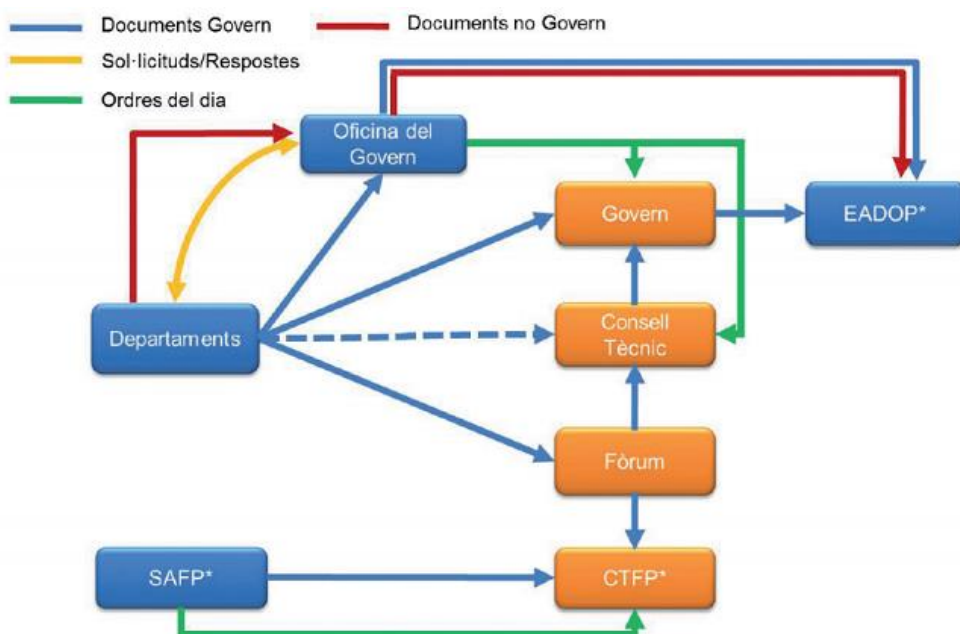 Documents Govern
Documents no Govern
Sol·licituds/Respostes
Ordres del dia
Oficina del
Govern
Govern
EADOP*
Departaments
Consell
Tècnic
Fòrum
SAFP*
CTFP*